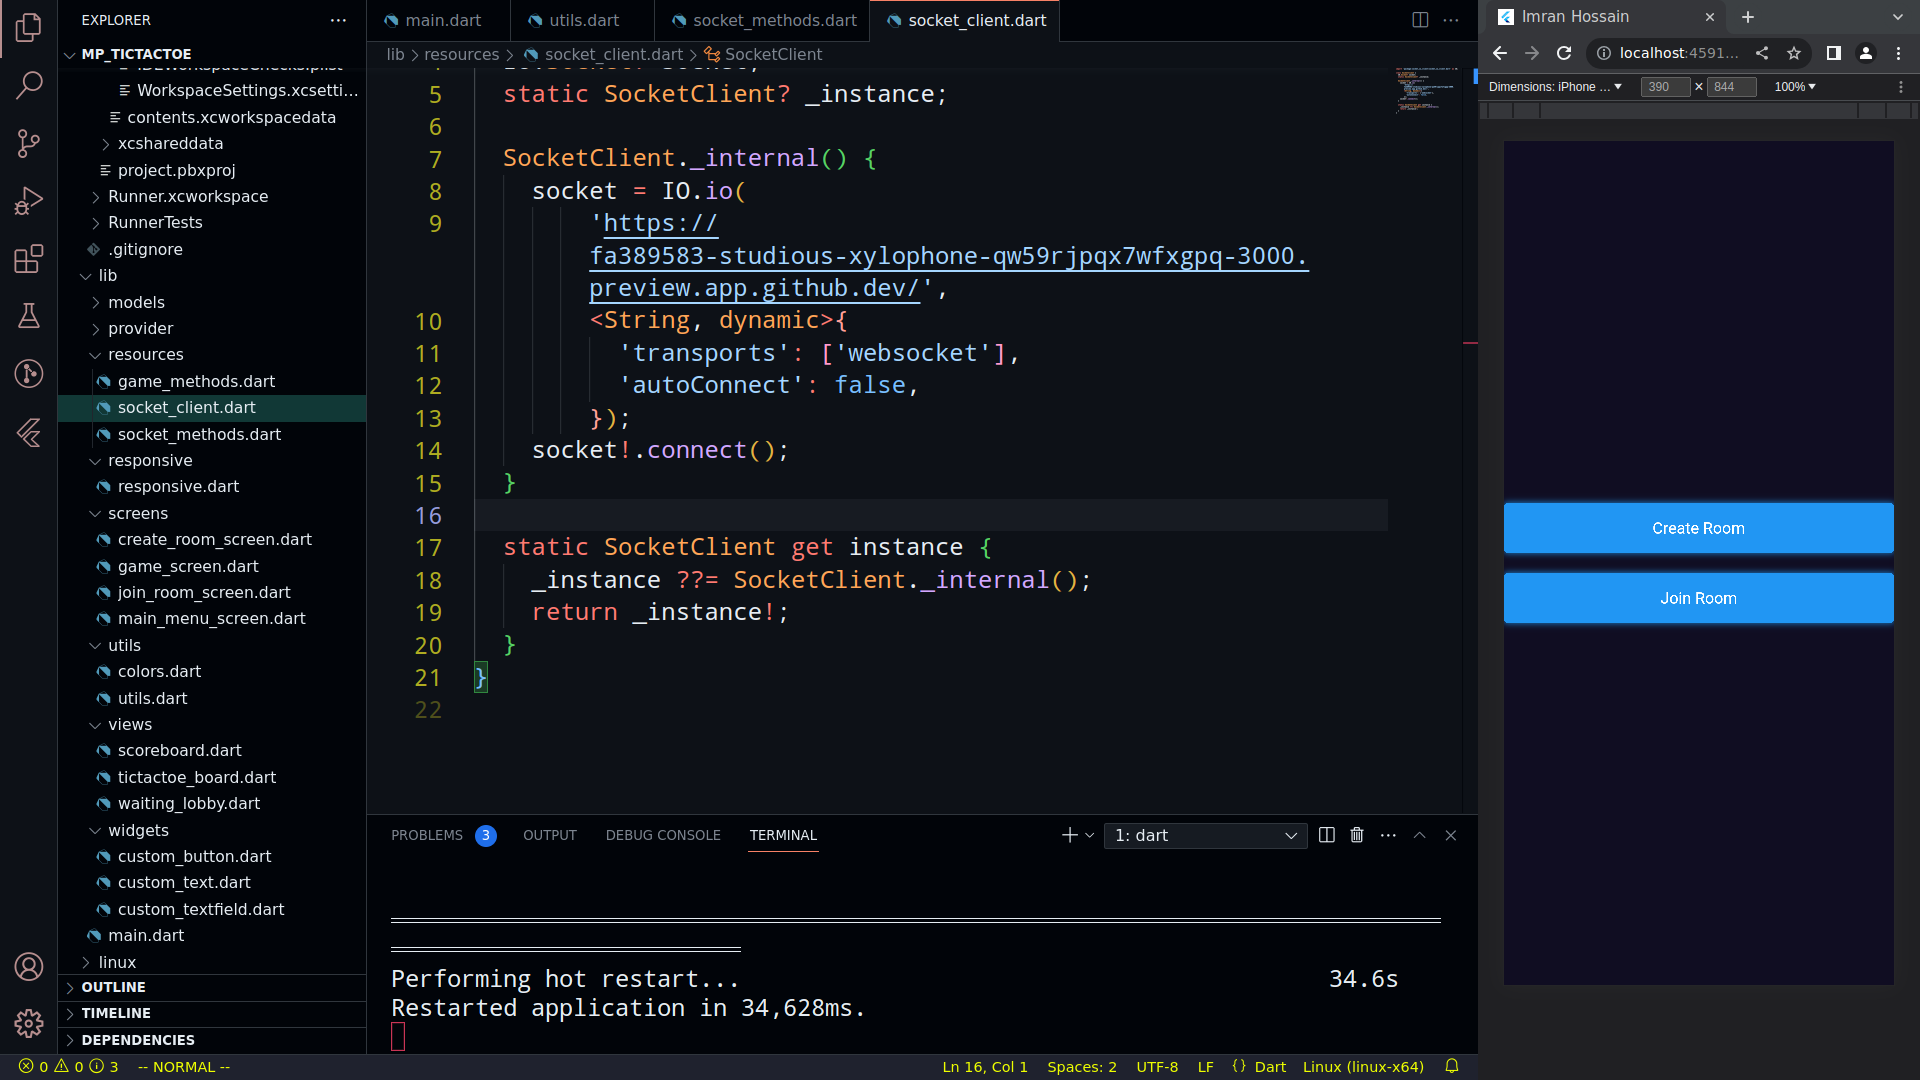 EXPLORER
MP_TICTACTOE
WorkspaceSettings.xcsetti...
contents.xcworkspacedata
xcshareddata
project.pbxproj
Runner.xcworkspace
RunnerTests
.gitignore
lib
models
provider
resources
game_methods.dart
socket_client.dart
socket_methods.dart
responsive
responsive.dart
screens
create_room_screen.dart
game_screen.dart
join_room_screen.dart
main_menu_screen.dart
utils
colors.dart
utils.dart
views
scoreboard.dart
tictactoe_board.dart
waiting_lobby.dart
widgets
custom_button.dart
custom_text.dart
custom_textfield.dart
main.dart
linux
OUTLINE
TIMELINE
DEPENDENCIES
main.dart
utils.dart
socket_methods.dart
socket_client.dart
lib > resources > socket_client.dart > SocketClient
5 static SocketClient? _instance;
6
7 SocketClient._internal() {
8 socket = IO.io(
9 'https://
fa389583-studious-xylophone-qw59rjpqx7wfxgpq-3000.
preview.app.github.dev/',
10 <String, dynamic>{
11 'transports': ['websocket'],
12 'autoConnect': false,
13 });
14 socket!.connect();
15 }
16
17 static SocketClient get instance {
18 _instance ??= SocketClient._internal();
19 return _instance!;
20 }
21 }
22
PROBLEMS 3 OUTPUT DEBUG CONSOLE TERMINAL
1: dart
Performing hot restart... 34.6s
Restarted application in 34,628ms.
0 0 3 -- NORMAL --
Ln 16, Col 1 Spaces: 2 UTF-8 LF {} Dart Linux (linux-x64)
Imran Hossain
localhost:4591...
Dimensions: iPhone ... 390 × 844 100%
Create Room
Join Room